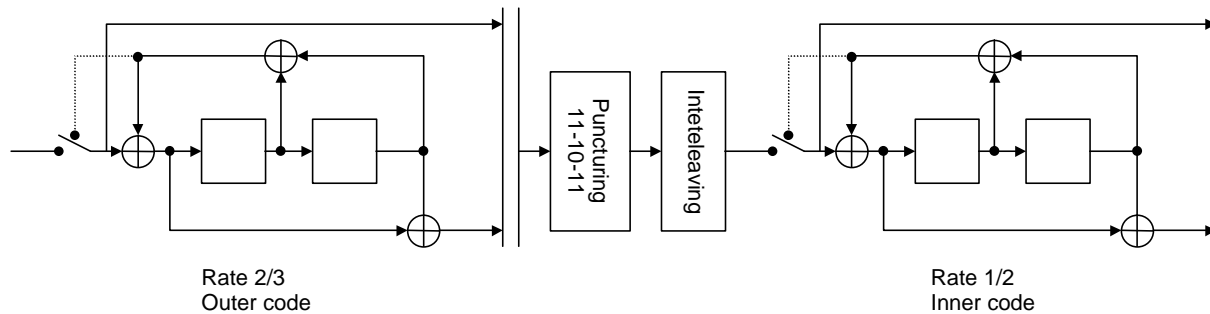 Puncturing
11-10-11
Inteteleaving
Rate 2/3
Outer code
Rate 1/2
Inner code